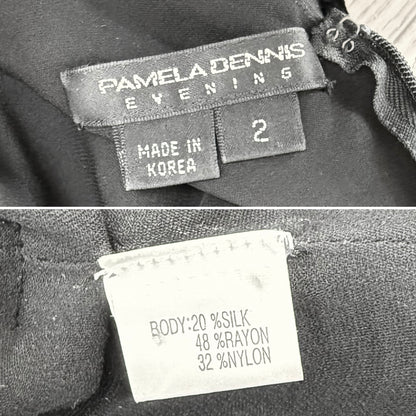 PAMELA DENNIS
EVENING
MADE IN
KOREA
2
BODY:20 %SILK
48 %RAYON
32 %NYLON